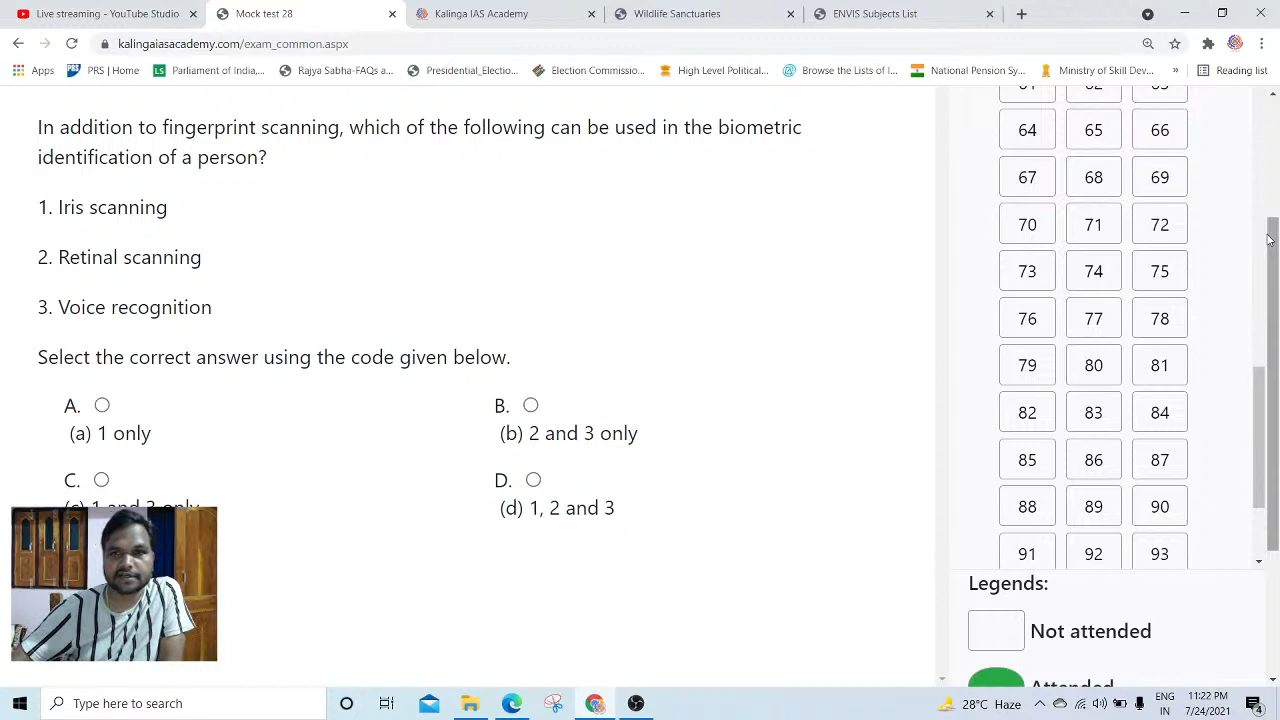 Live streaming - YouTube Studio
Mock test 28
Kalinga IAS Academy
Wildlife Sanctuaries
ENVIS Subjects List
kalingaiasacademy.com/exam_common.aspx
Apps
PRS | Home
Parliament of India,...
Rajya Sabha-FAQs a...
Presidential_Electio...
Election Commissio...
High Level Political...
Browse the Lists of I...
National Pension Sy...
Ministry of Skill Dev...
»
Reading list
In addition to fingerprint scanning, which of the following can be used in the biometric
identification of a person?
1. Iris scanning
2. Retinal scanning
3. Voice recognition
Select the correct answer using the code given below.
A.
(a) 1 only
B.
(b) 2 and 3 only
C.
D.
(d) 1, 2 and 3
64 65 66
67 68 69
70 71 72
73 74 75
76 77 78
79 80 81
82 83 84
85 86 87
88 89 90
91 92 93
Legends:
Not attended
Attended
Type here to search
28°C Haze
ENG
IN
11:22 PM
7/24/2021
4